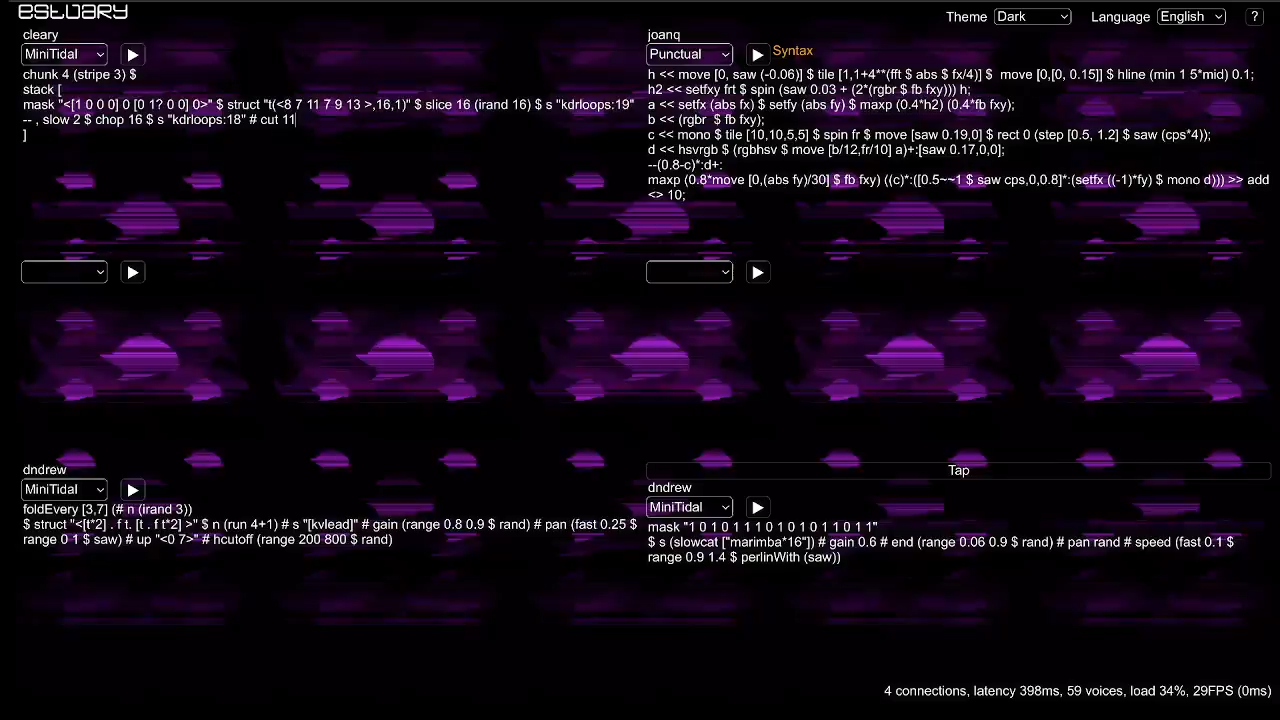 estuary
Theme Dark Language English ?
cleary
MiniTidal
chunk 4 (stripe 3) $
stack [
mask "<[1 0 0 0] 0 [0 1? 0 0] 0>" $ struct "t(<8 7 11 7 9 13 >,16,1)" $ slice 16 (irand 16) $ s "kdrloops:19"
-- , slow 2 $ chop 16 $ s "kdrloops:18" # cut 11
]
joanq
Punctual Syntax
h << move [0, saw (-0.06)] $ tile [1,1+4**(fft $ abs $ fx/4)] $ move [0,[0, 0.15]] $ hline (min 1 5*mid) 0.1;
h2 << setfxy frt $ spin (saw 0.03 + (2*(rgbr $ fb fxy))) h;
a << setfx (abs fx) $ setfy (abs fy) $ maxp (0.4*h2) (0.4*fb fxy);
b << (rgbr $ fb fxy);
c << mono $ tile [10,10,5,5] $ spin fr $ move [saw 0.19,0] $ rect 0 (step [0.5, 1.2] $ saw (cps*4));
d << hsvrgb $ (rgbhsv $ move [b/12,fr/10] a)+:[saw 0.17,0,0];
--(0.8-c)*:d+:
maxp (0.8*move [0,(abs fy)/30] $ fb fxy) ((c)*:([0.5~~1 $ saw cps,0,0.8]*:(setfx ((-1)*fy) $ mono d))) >> add
<> 10;
dndrew
MiniTidal
foldEvery [3,7] (# n (irand 3))
$ struct "<[t*2] . f t. [t . f t*2] >" $ n (run 4+1) # s "[kvlead]" # gain (range 0.8 0.9 $ rand) # pan (fast 0.25 $
range 0 1 $ saw) # up "<0 7>" # hcutoff (range 200 800 $ rand)
Tap
dndrew
MiniTidal
mask "1 0 1 0 1 1 1 0 1 0 1 0 1 1 0 1 1"
$ s (slowcat ["marimba*16"]) # gain 0.6 # end (range 0.06 0.9 $ rand) # pan rand # speed (fast 0.1 $
range 0.9 1.4 $ perlinWith (saw))
4 connections, latency 398ms, 59 voices, load 34%, 29FPS (0ms)